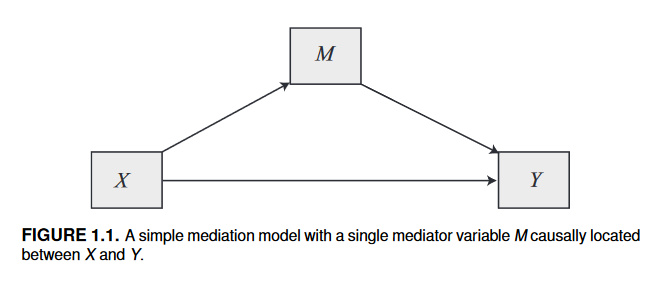 M
X
Y
FIGURE 1.1. A simple mediation model with a single mediator variable M causally located
between X and Y.